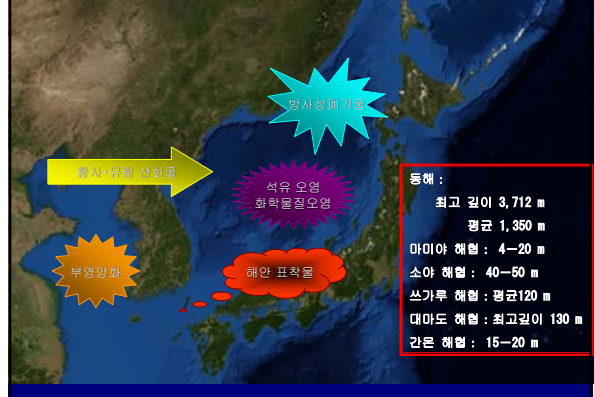 방사성폐기물
황사·유황 산화물
석유 오염
화학물질오염
부영양화
해안 표착물
동해 :
최고 깊이 3,712 m
평균 1,350 m
마미야 해협 : 4－20 m
소야 해협 : 40－50 m
쓰가루 해협 : 평균120 m
대마도 해협 : 최고깊이 130 m
간몬 해협 : 15－20 m